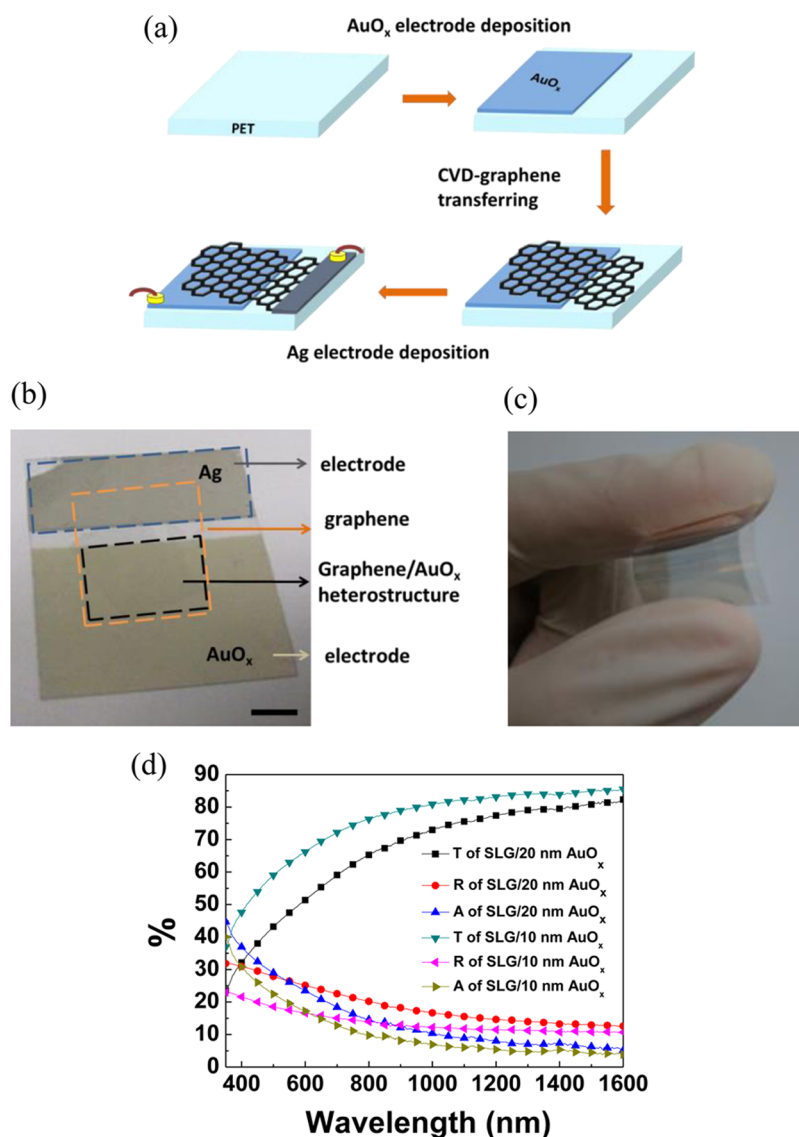 (a)
AuOx electrode deposition
PET
AuOx
CVD-graphene
transferring
Ag electrode deposition
(b)
(c)
Ag
electrode
graphene
Graphene/AuOx
heterostructure
AuOx
electrode
(d)
90
80
70
60
50
40
30
20
10
0
%
T of SLG/20 nm AuOx
R of SLG/20 nm AuOx
A of SLG/20 nm AuOx
T of SLG/10 nm AuOx
R of SLG/10 nm AuOx
A of SLG/10 nm AuOx
400 600 800 1000 1200 1400 1600
Wavelength (nm)